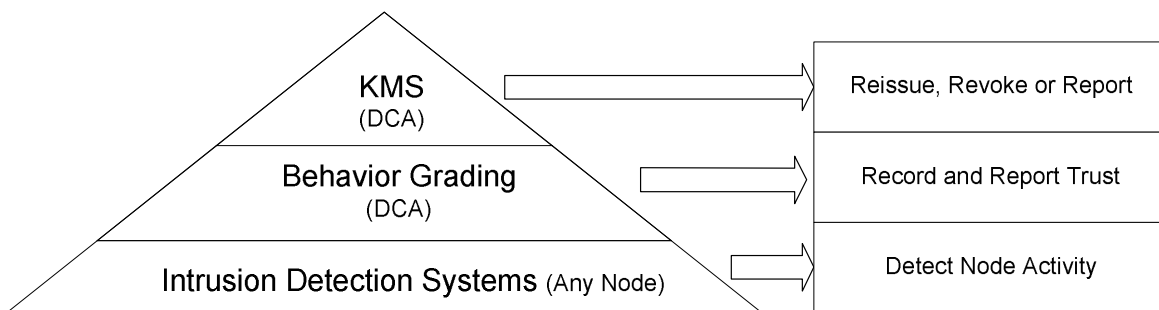 KMS
(DCA)
Reissue, Revoke or Report
Behavior Grading
(DCA)
Record and Report Trust
Intrusion Detection Systems (Any Node)
Detect Node Activity